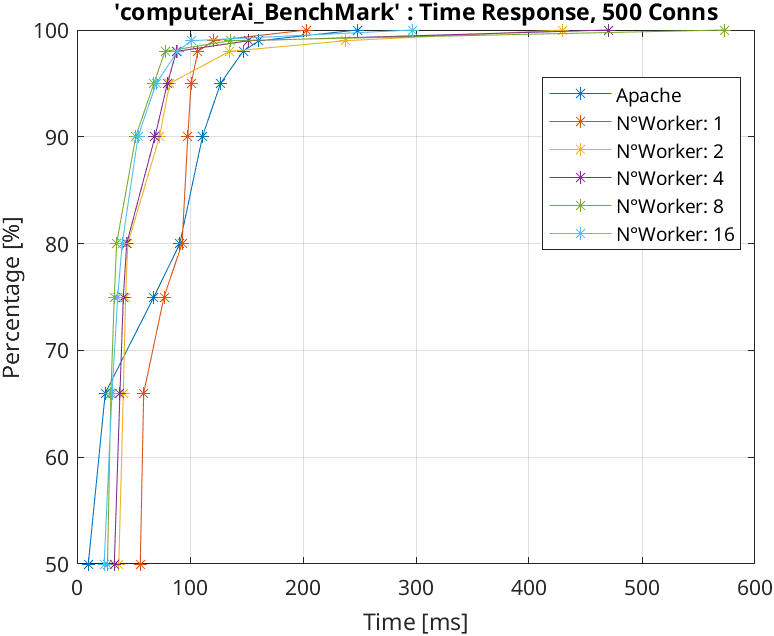 'computerAi_BenchMark' : Time Response, 500 Conns
Percentage [%]
100
90
80
70
60
50
Apache
N°Worker: 1
N°Worker: 2
N°Worker: 4
N°Worker: 8
N°Worker: 16
0 100 200 300 400 500 600
Time [ms]